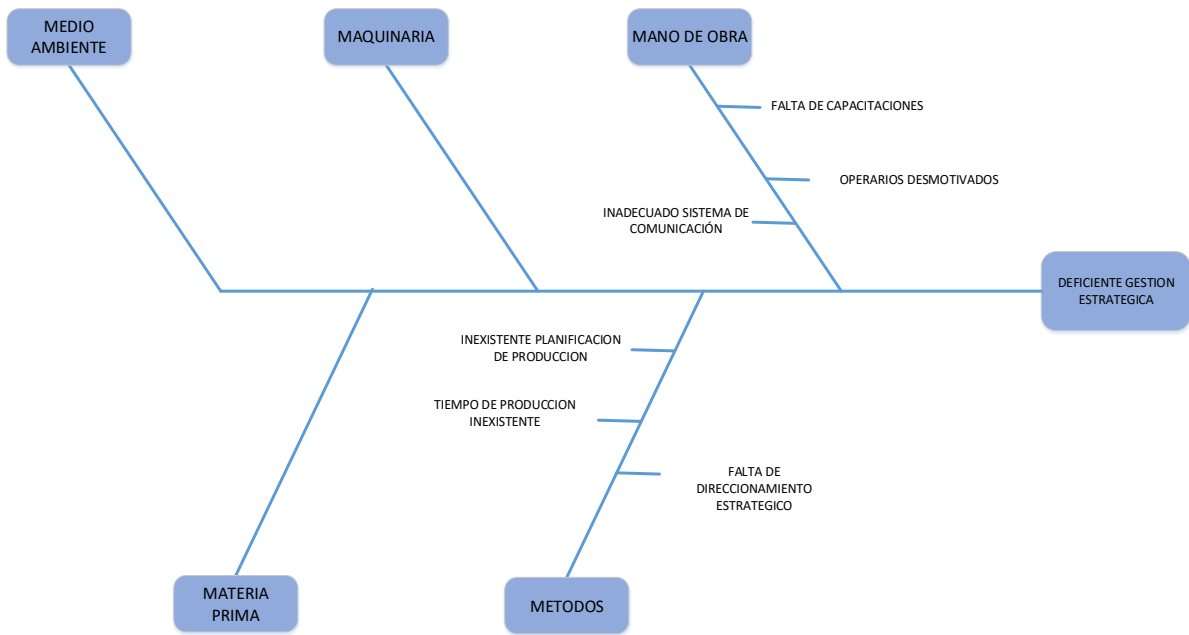 MEDIO
AMBIENTE
MAQUINARIA
MANO DE OBRA
FALTA DE CAPACITACIONES
OPERARIOS DESMOTIVADOS
INADECUADO SISTEMA DE
COMUNICACIÓN
DEFICIENTE GESTION
ESTRATEGICA
INEXISTENTE PLANIFICACION
DE PRODUCCION
TIEMPO DE PRODUCCION
INEXISTENTE
FALTA DE
DIRECCIONAMIENTO
ESTRATEGICO
MATERIA
PRIMA
METODOS